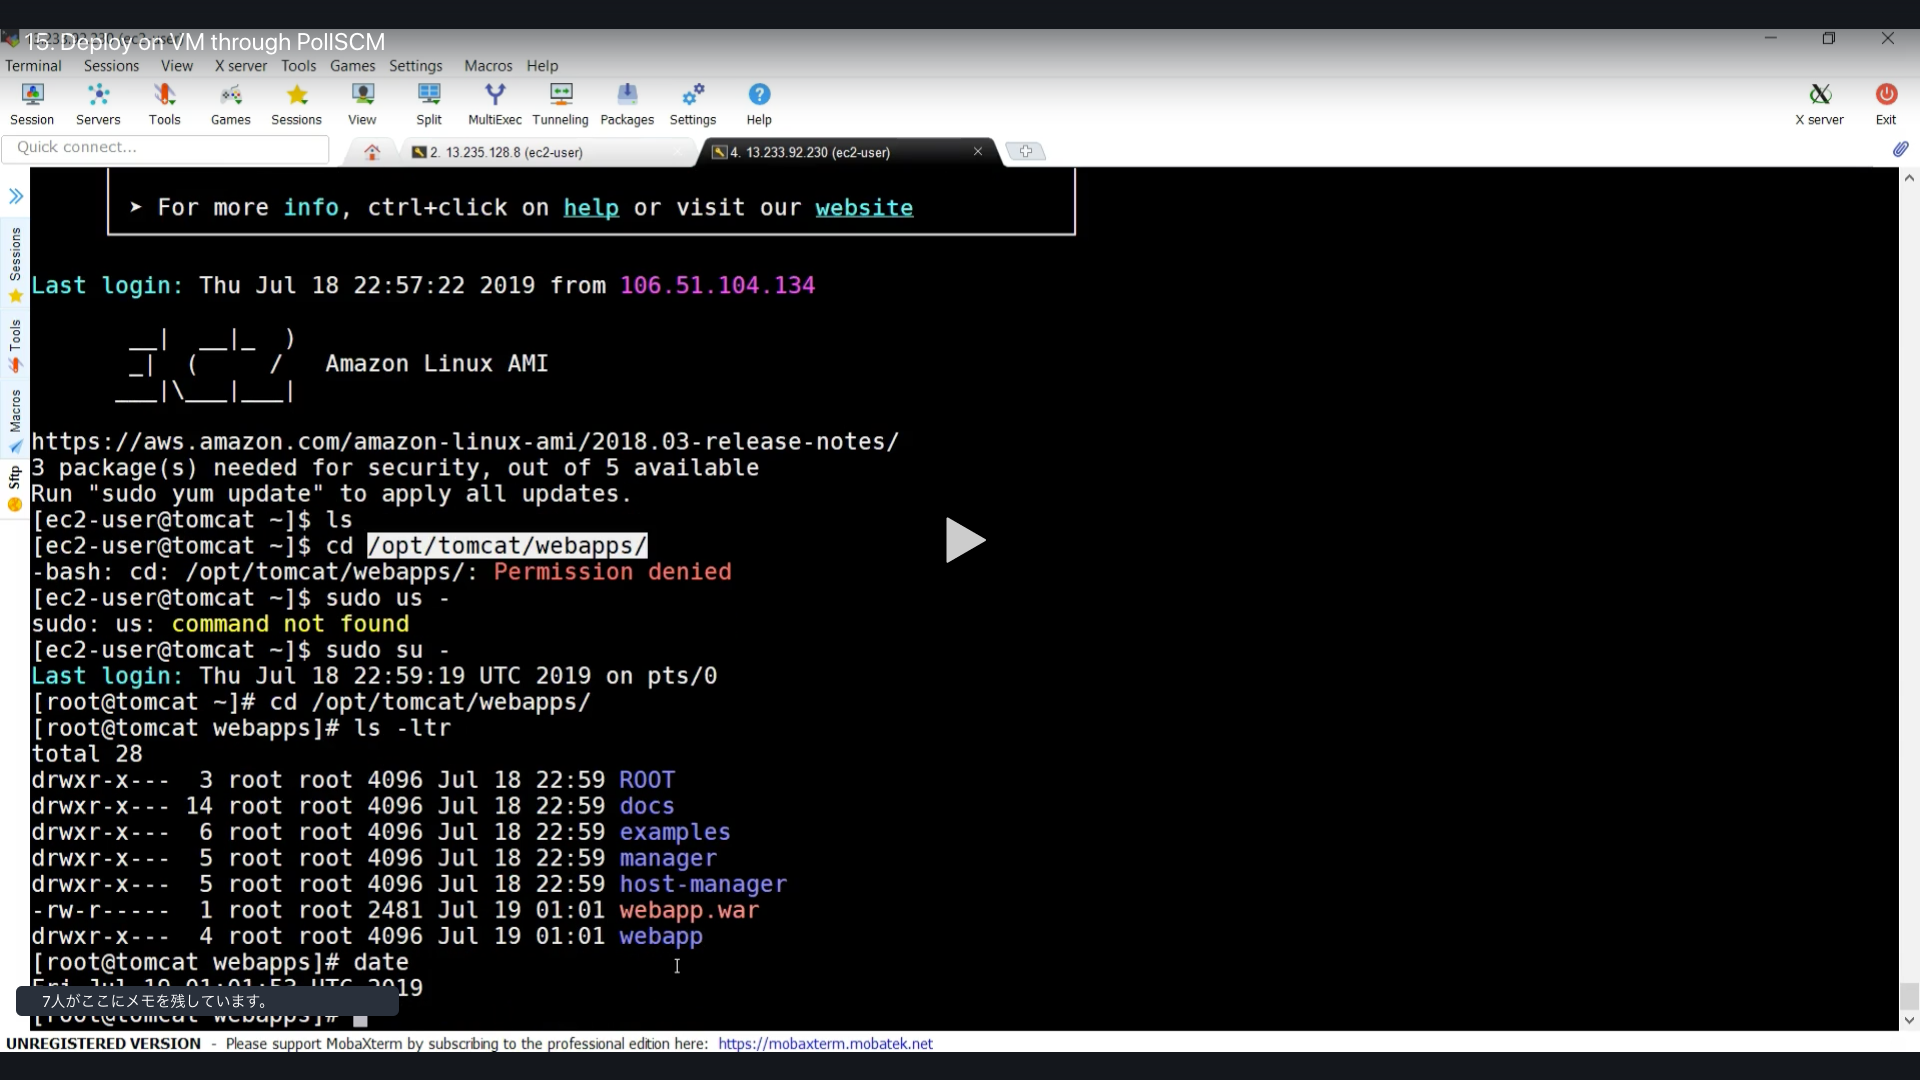 15. Deploy on VM through PollSCM
Terminal Sessions View X server Tools Games Settings Macros Help
Session Servers Tools Games Sessions View Split MultiExec Tunneling Packages Settings Help X server Exit
Quick connect...
2. 13.235.128.8 (ec2-user)
4. 13.233.92.230 (ec2-user)
Sessions
Tools
Macros
Sftp
➤ For more info, ctrl+click on help or visit our website
Last login: Thu Jul 18 22:57:22 2019 from 106.51.104.134
__|  __|_  )
_|  (     /   Amazon Linux AMI
___|\___|___|
https://aws.amazon.com/amazon-linux-ami/2018.03-release-notes/
3 package(s) needed for security, out of 5 available
Run "sudo yum update" to apply all updates.
[ec2-user@tomcat ~]$ ls
[ec2-user@tomcat ~]$ cd /opt/tomcat/webapps/
-bash: cd: /opt/tomcat/webapps/: Permission denied
[ec2-user@tomcat ~]$ sudo us -
sudo: us: command not found
[ec2-user@tomcat ~]$ sudo su -
Last login: Thu Jul 18 22:59:19 UTC 2019 on pts/0
[root@tomcat ~]# cd /opt/tomcat/webapps/
[root@tomcat webapps]# ls -ltr
total 28
drwxr-x---  3 root root 4096 Jul 18 22:59 ROOT
drwxr-x--- 14 root root 4096 Jul 18 22:59 docs
drwxr-x---  6 root root 4096 Jul 18 22:59 examples
drwxr-x---  5 root root 4096 Jul 18 22:59 manager
drwxr-x---  5 root root 4096 Jul 18 22:59 host-manager
-rw-r-----  1 root root 2481 Jul 19 01:01 webapp.war
drwxr-x---  4 root root 4096 Jul 19 01:01 webapp
[root@tomcat webapps]# date
Fri Jul 19 01:01:53 UTC 2019
7人がここにメモを残しています。
[root@tomcat webapps]#
UNREGISTERED VERSION - Please support MobaXterm by subscribing to the professional edition here: https://mobaxterm.mobatek.net